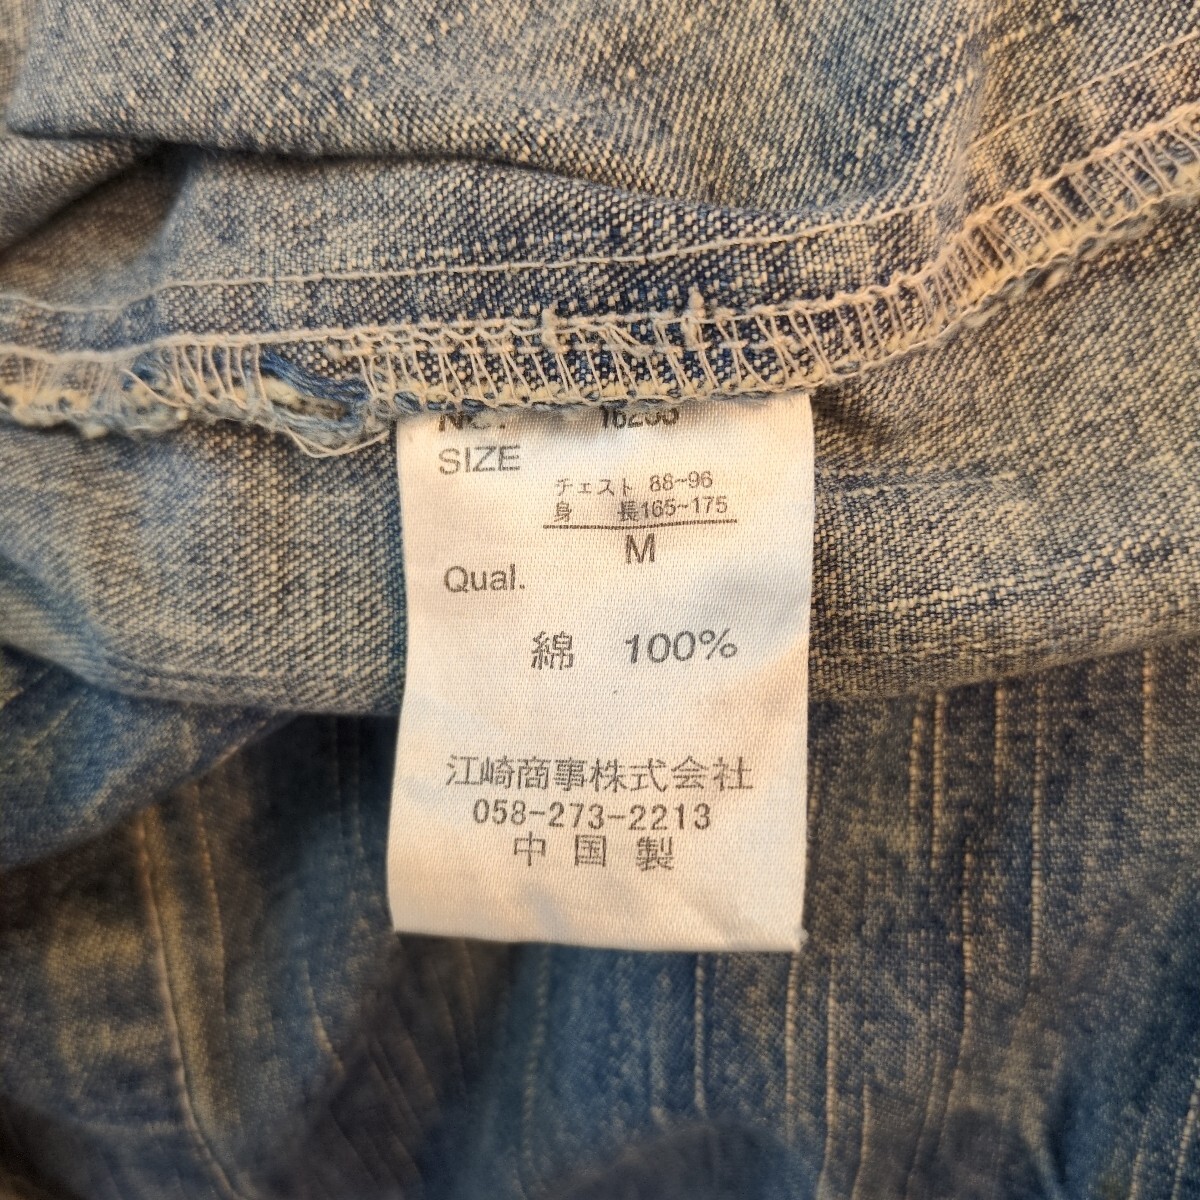 SIZE
チェスト 88~96
身 長165~175
M
Qual.
綿 100%
江崎商事株式会社
058-273-2213
中国製